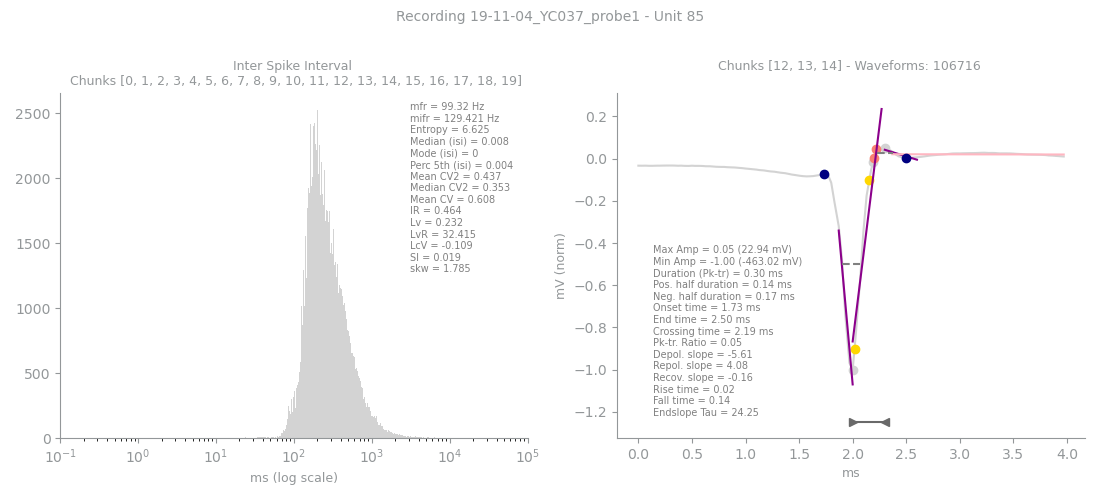 Recording 19-11-04_YC037_probe1 - Unit 85
Inter Spike Interval
Chunks [0, 1, 2, 3, 4, 5, 6, 7, 8, 9, 10, 11, 12, 13, 14, 15, 16, 17, 18, 19]
2500
2000
1500
1000
500
0
mfr = 99.32 Hz
mifr = 129.421 Hz
Entropy = 6.625
Median (isi) = 0.008
Mode (isi) = 0
Perc 5th (isi) = 0.004
Mean CV2 = 0.437
Median CV2 = 0.353
Mean CV = 0.608
IR = 0.464
Lv = 0.232
LvR = 32.415
LcV = -0.109
SI = 0.019
skw = 1.785
10⁻¹ 10⁰ 10¹ 10² 10³ 10⁴ 10⁵
ms (log scale)
Chunks [12, 13, 14] - Waveforms: 106716
mV (norm)
0.2
0.0
−0.2
−0.4
−0.6
−0.8
−1.0
−1.2
Max Amp = 0.05 (22.94 mV)
Min Amp = -1.00 (-463.02 mV)
Duration (Pk-tr) = 0.30 ms
Pos. half duration = 0.14 ms
Neg. half duration = 0.17 ms
Onset time = 1.73 ms
End time = 2.50 ms
Crossing time = 2.19 ms
Pk-tr. Ratio = 0.05
Depol. slope = -5.61
Repol. slope = 4.08
Recov. slope = -0.16
Rise time = 0.02
Fall time = 0.14
Endslope Tau = 24.25
0.0 0.5 1.0 1.5 2.0 2.5 3.0 3.5 4.0
ms